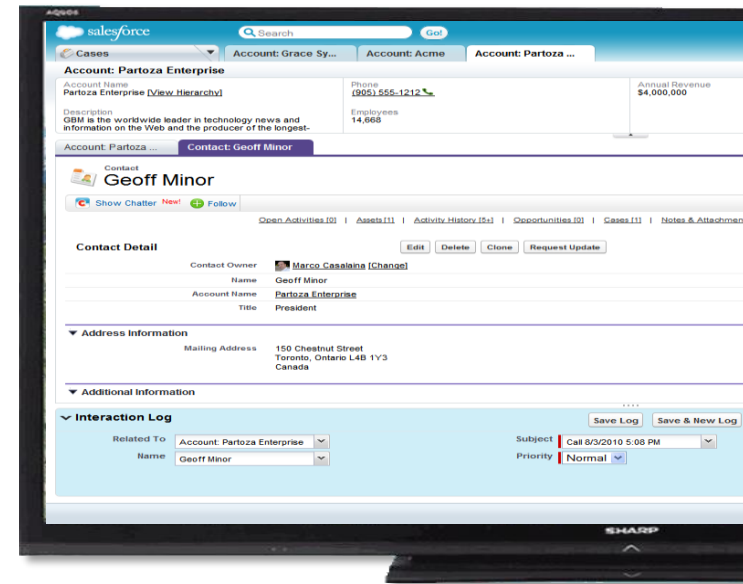 AQUOS
salesforce
Search
Go!
Cases
Account: Grace Sy...
Account: Acme
Account: Partoza ...
Account: Partoza Enterprise
Account Name
Partoza Enterprise [View Hierarchy]
Phone
(905) 555-1212
Annual Revenue
$4,000,000
Description
GBM is the worldwide leader in technology news and
information on the Web and the producer of the longest-
Employees
14,668
Account: Partoza ...
Contact: Geoff Minor
Contact
Geoff Minor
Show Chatter New! Follow
Open Activities [0] | Assets [1] | Activity History [5+] | Opportunities [0] | Cases [1] | Notes & Attachmen
Contact Detail
Edit Delete Clone Request Update
Contact Owner Marco Casalaina [Change]
Name Geoff Minor
Account Name Partoza Enterprise
Title President
Address Information
Mailing Address 150 Chestnut Street
Toronto, Ontario L4B 1Y3
Canada
Additional Information
Interaction Log
Save Log Save & New Log
Related To Account: Partoza Enterprise
Subject Call 8/3/2010 5:08 PM
Name Geoff Minor
Priority Normal
SHARP